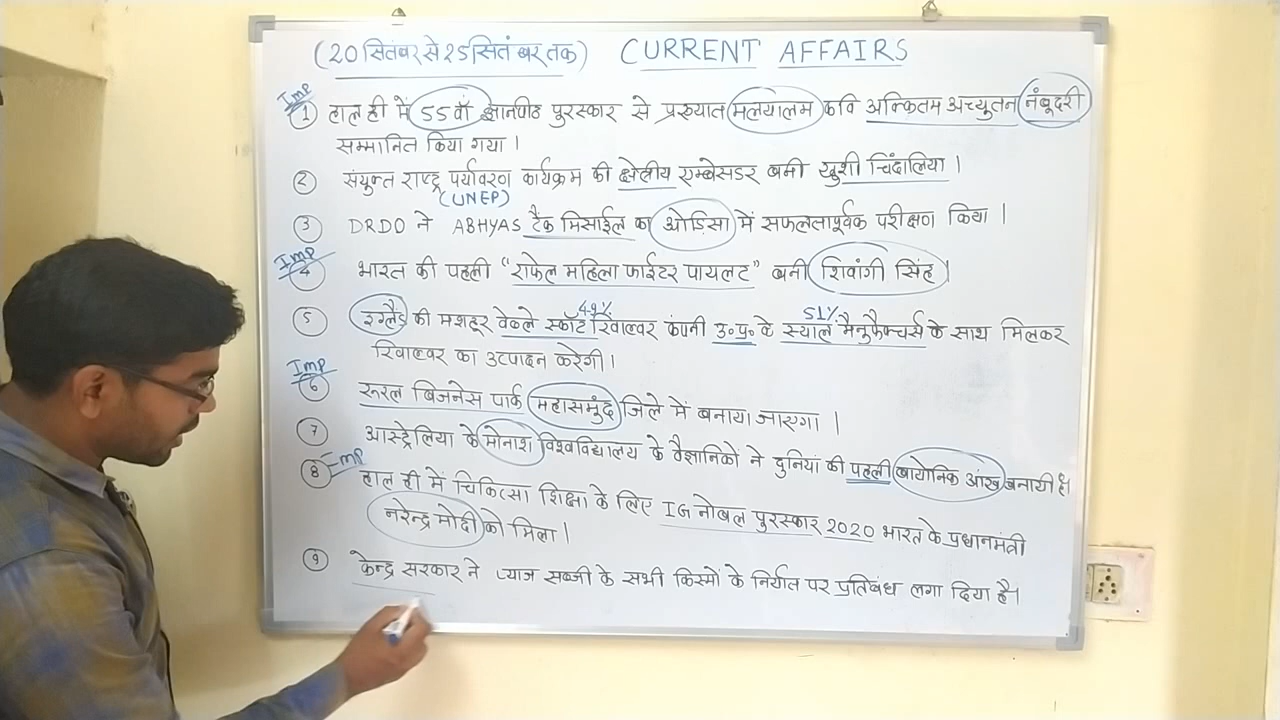 (20 सितंबर से 25 सितंबर तक) CURRENT AFFAIRS
Imp
① हाल ही में 55 वाँ ज्ञानपीठ पुरस्कार से प्रख्यात मलयालम कवि अक्कितम अच्युतन नंबूदरी
सम्मानित किया गया ।
② संयुक्त राष्ट्र पर्यावरण कार्यक्रम की क्षेत्रीय एम्बेसडर बनी खुशी चिंदालिया ।
(UNEP)
③ DRDO ने ABHYAS टैंक मिसाईल का ओडिसा में सफलतापूर्वक परीक्षण किया ।
Imp
④ भारत की पहली "राफेल महिला फाईटर पायलट" बनी शिवांगी सिंह ।
49% 51%
⑤ इंग्लैंड की मशहूर वेबले स्कॉट रिवाल्वर कंपनी उ॰प्र॰ के स्याल मैनुफैक्चर्स के साथ मिलकर
रिवाल्वर का उत्पादन करेगी ।
Imp
⑥ रूरल बिजनेस पार्क महासमुंद जिले में बनाया जाएगा ।
⑦ आस्ट्रेलिया के मोनाश विश्वविद्यालय के वैज्ञानिकों ने दुनियां की पहली बायोनिक आंख बनायी है।
Imp
⑧ हाल ही में चिकित्सा शिक्षा के लिए IG नोबल पुरस्कार 2020 भारत के प्रधानमंत्री
नरेन्द्र मोदी को मिला ।
⑨ केन्द्र सरकार ने प्याज सब्जी के सभी किस्मो के निर्यात पर प्रतिबंध लगा दिया है।